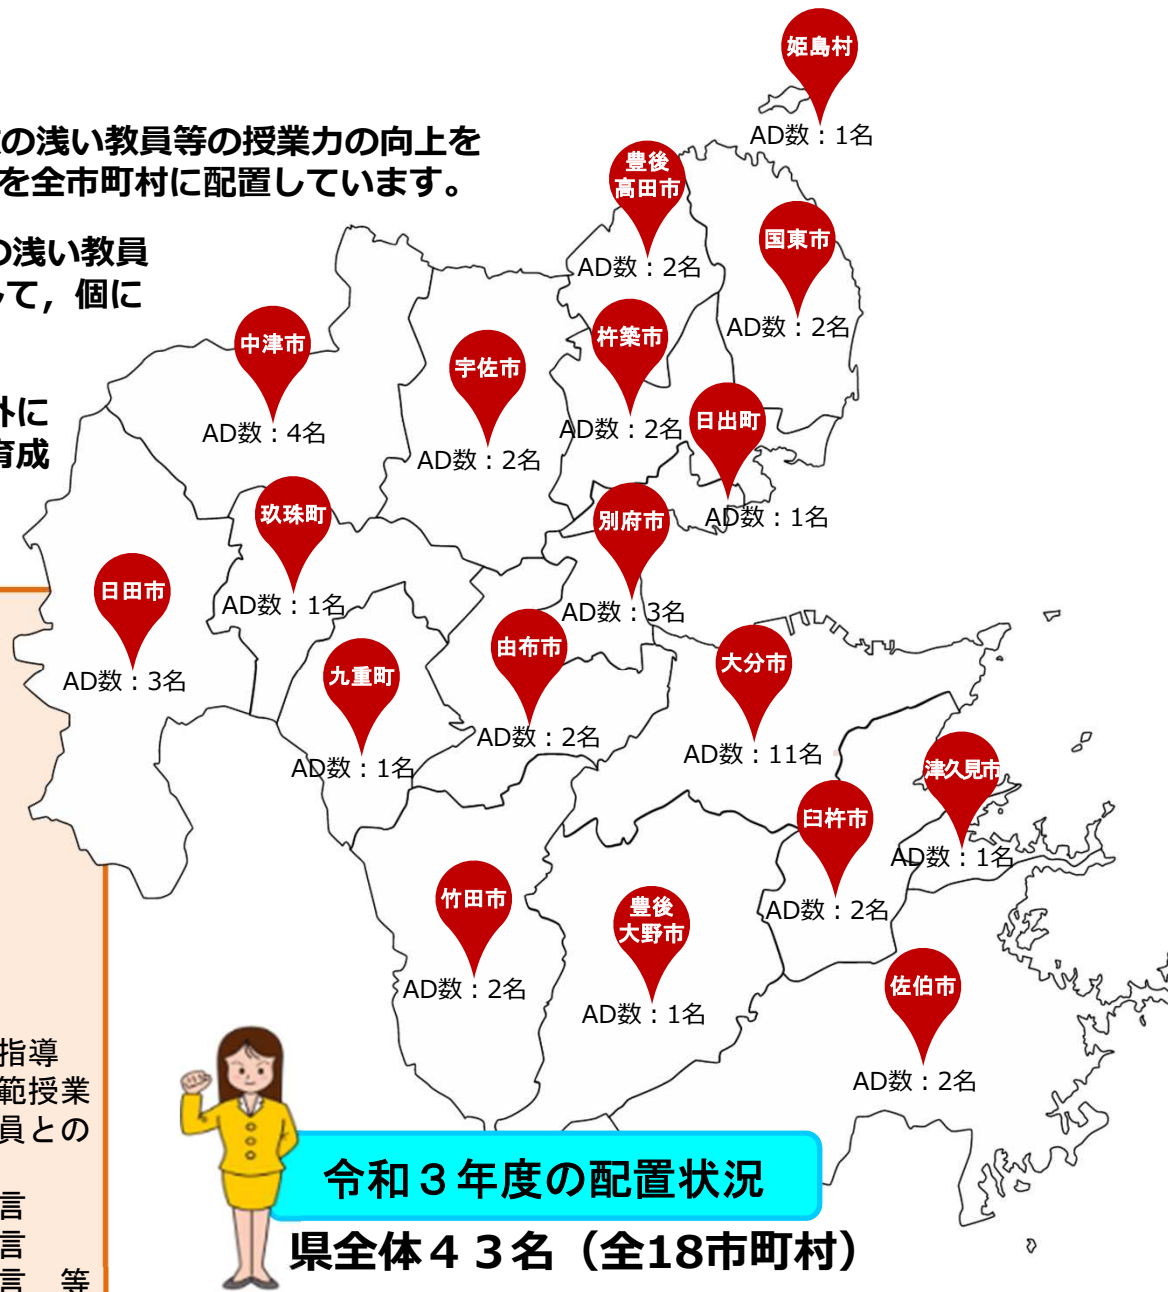 の浅い教員等の授業力の向上を
を全市町村に配置しています。
の浅い教員
して，個に
外に
育成
姫島村
AD数：1名
豊後
高田市
AD数：2名
国東市
AD数：2名
中津市
AD数：4名
宇佐市
AD数：2名
杵築市
AD数：2名
日出町
AD数：1名
玖珠町
AD数：1名
別府市
AD数：3名
日田市
AD数：3名
九重町
AD数：1名
由布市
AD数：2名
大分市
AD数：11名
津久見市
AD数：1名
臼杵市
AD数：2名
竹田市
AD数：2名
豊後
大野市
AD数：1名
佐伯市
AD数：2名
指導
範授業
員との
言
言
言　等
令和３年度の配置状況
県全体４３名（全18市町村）